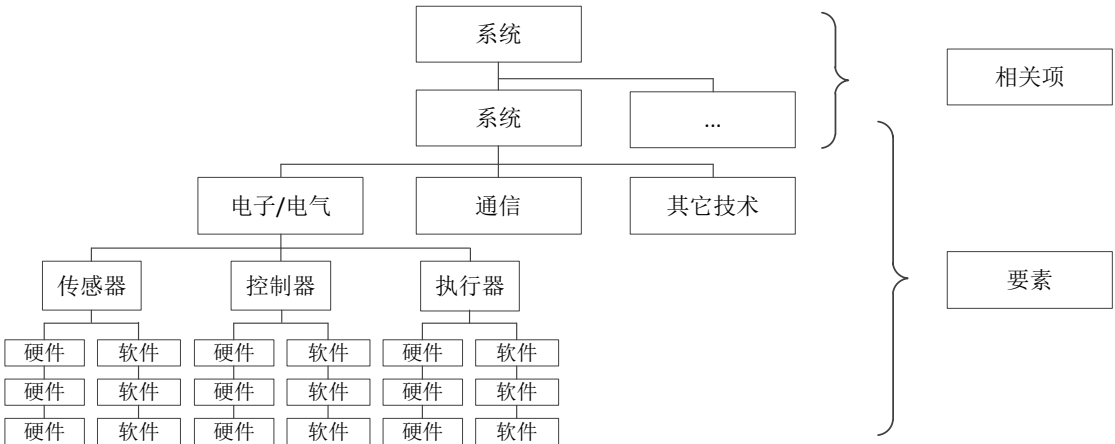 系统
相关项
系统
...
电子/电气
通信
其它技术
传感器
控制器
执行器
要素
硬件 软件 硬件 软件 硬件 软件
硬件 软件 硬件 软件 硬件 软件
硬件 软件 硬件 软件 硬件 软件